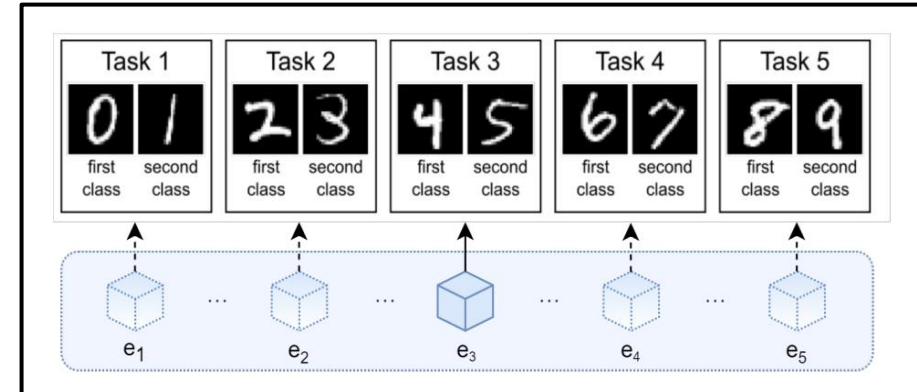 Task 1 Task 2 Task 3 Task 4 Task 5
0 1 2 3 4 5 6 7 8 9
first second first second first second first second first second
class class class class class class class class class class
... ... ... ...
e1 e2 e3 e4 e5